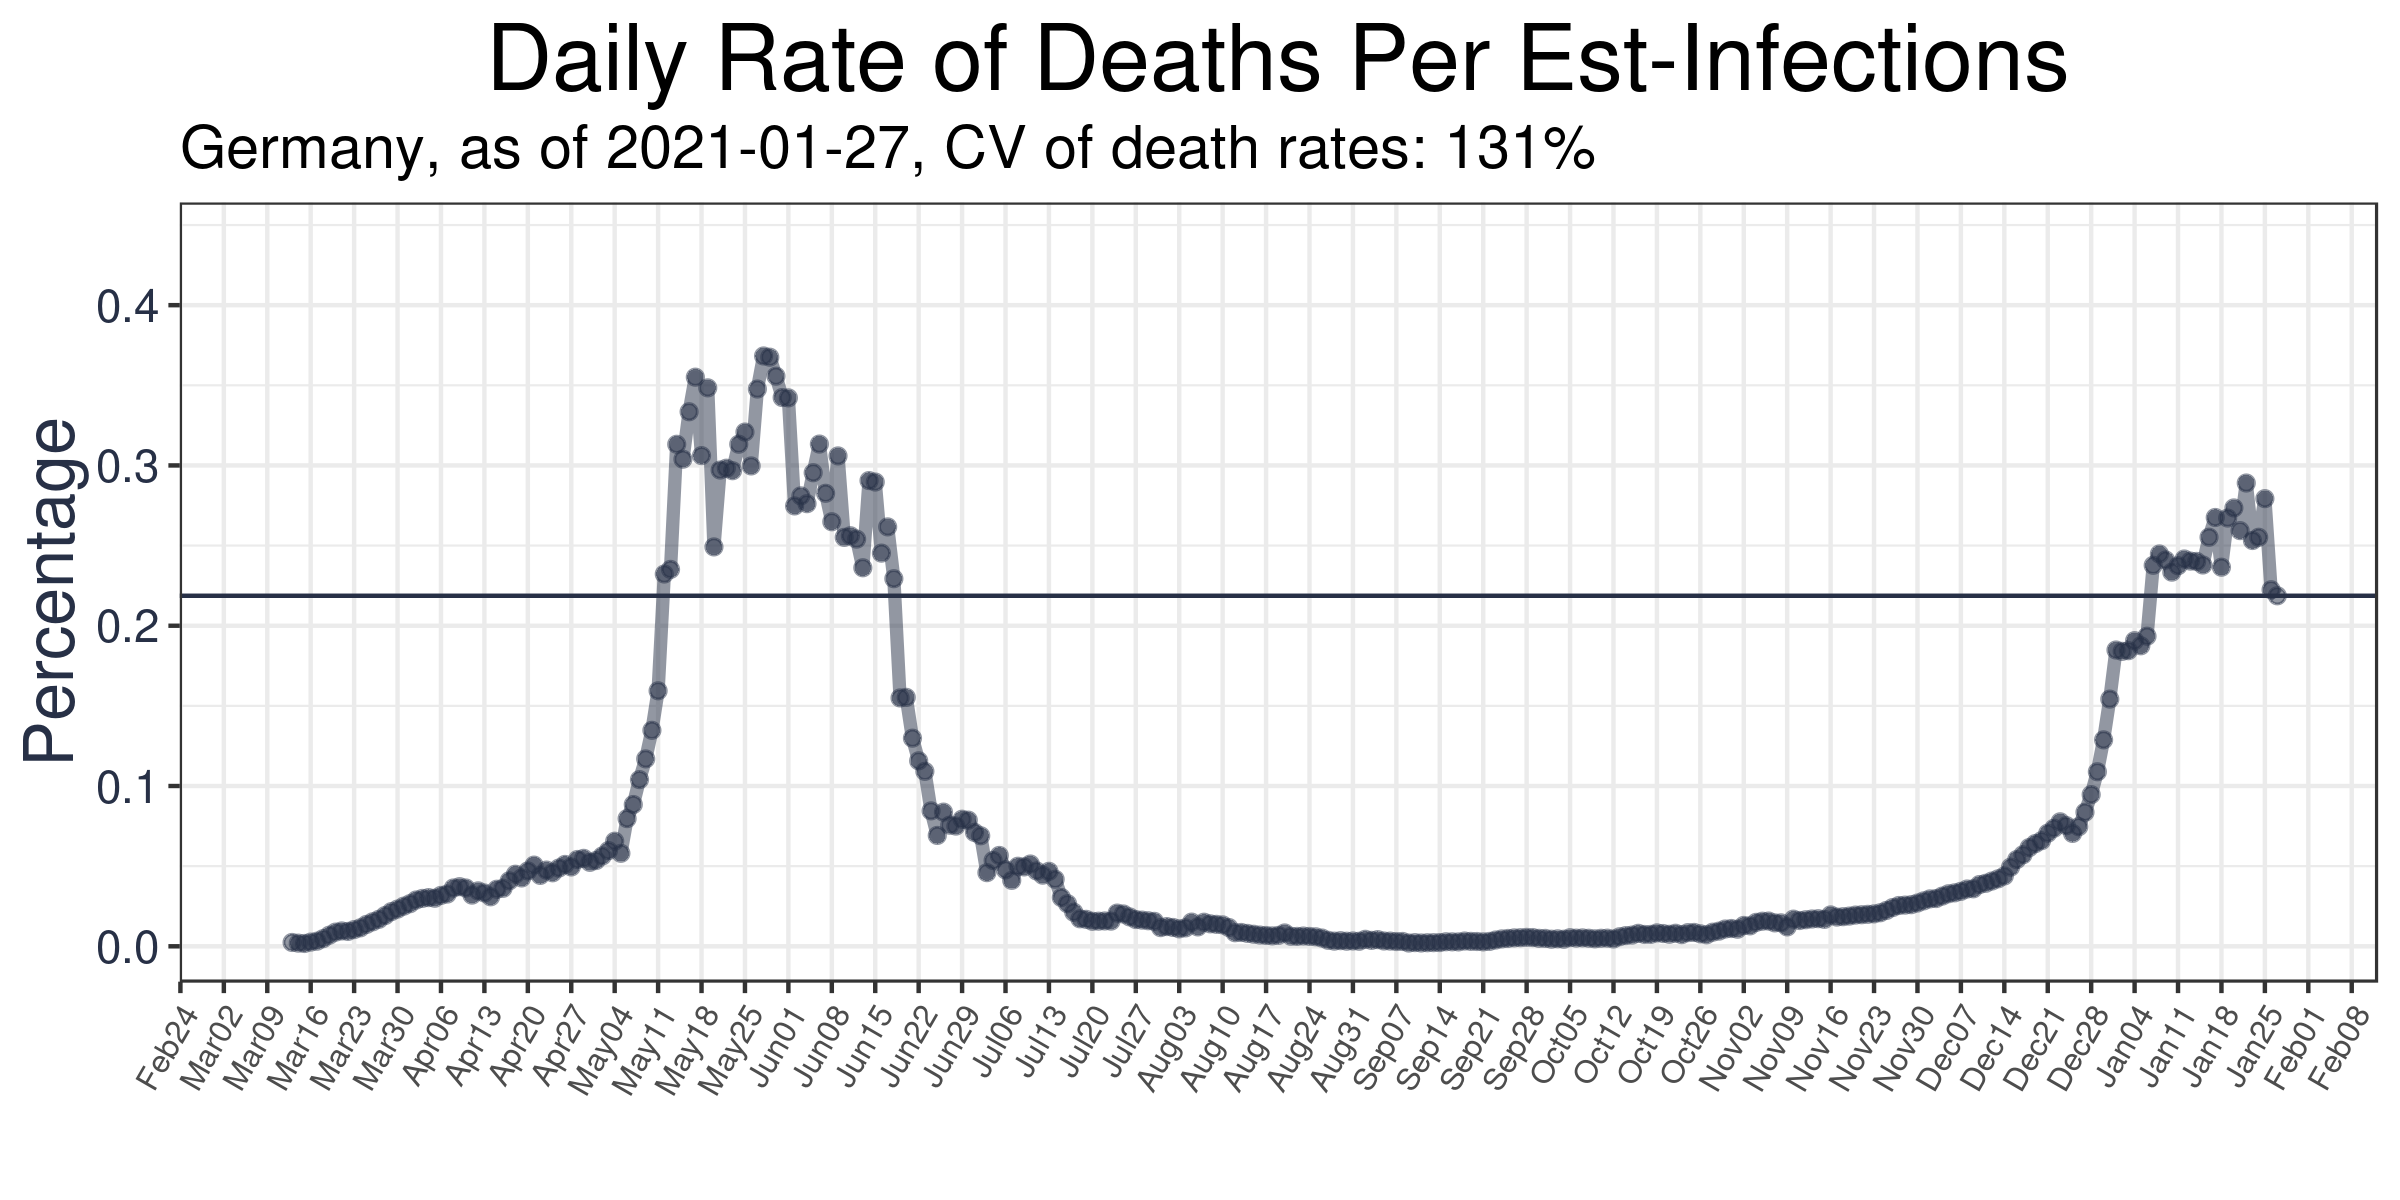 Daily Rate of Deaths Per Est-Infections
Germany, as of 2021-01-27, CV of death rates: 131%
Percentage
0.4
0.3
0.2
0.1
0.0
Feb24
Mar02
Mar09
Mar16
Mar23
Mar30
Apr06
Apr13
Apr20
Apr27
May04
May11
May18
May25
Jun01
Jun08
Jun15
Jun22
Jun29
Jul06
Jul13
Jul20
Jul27
Aug03
Aug10
Aug17
Aug24
Aug31
Sep07
Sep14
Sep21
Sep28
Oct05
Oct12
Oct19
Oct26
Nov02
Nov09
Nov16
Nov23
Nov30
Dec07
Dec14
Dec21
Dec28
Jan04
Jan11
Jan18
Jan25
Feb01
Feb08